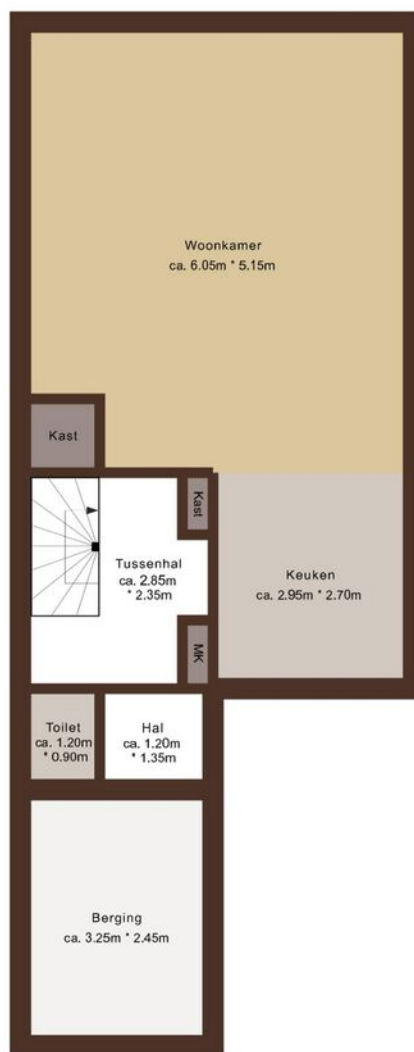 Woonkamer
ca. 6.05m * 5.15m
Kast
Kast
Tussenhal
ca. 2.85m
* 2.35m
Keuken
ca. 2.95m * 2.70m
MK
Toilet
ca. 1.20m
* 0.90m
Hal
ca. 1.20m
* 1.35m
Berging
ca. 3.25m * 2.45m